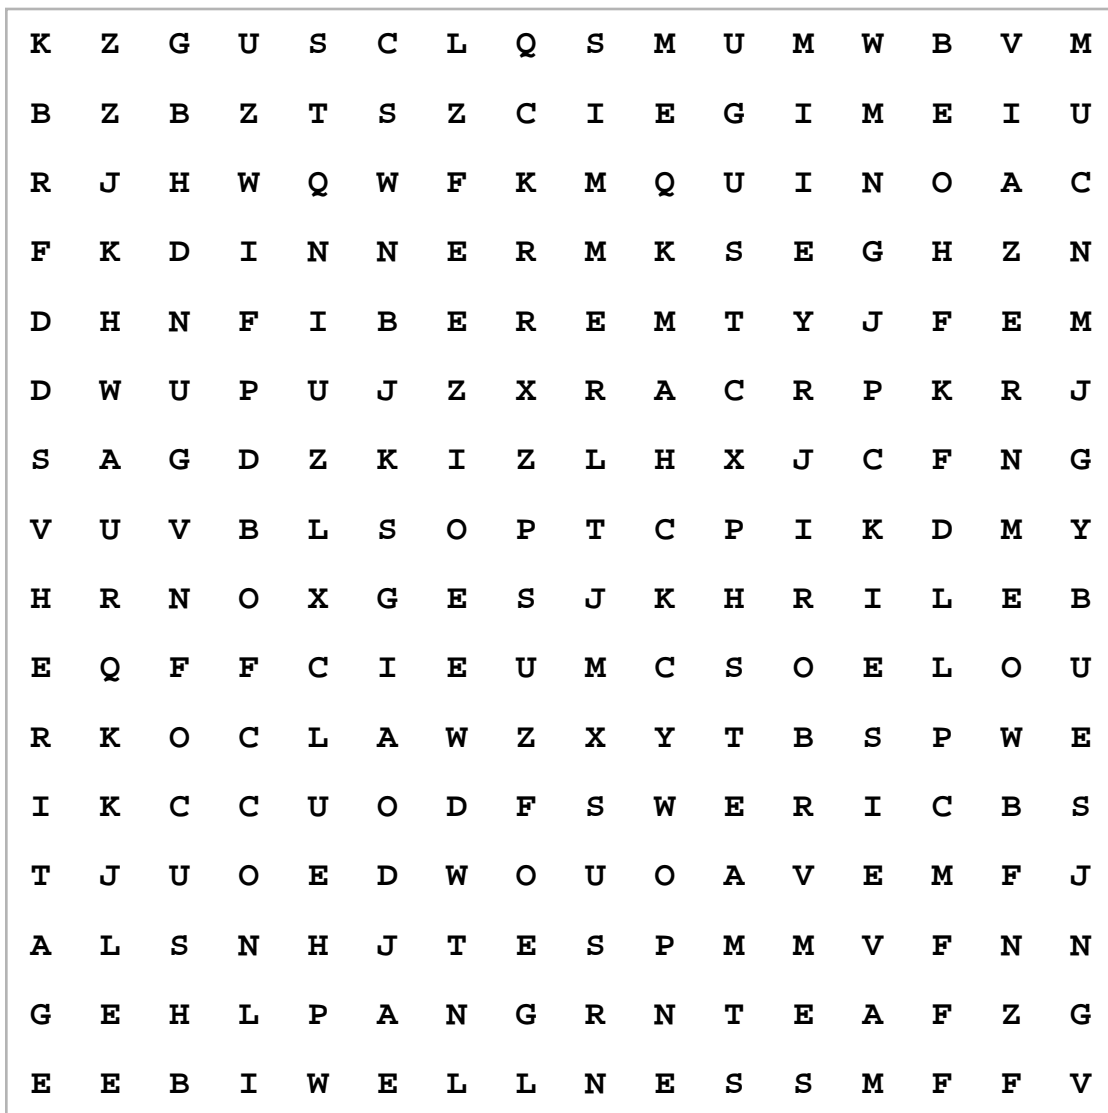 K Z G U S C L Q S M U M W B V M
B Z B Z T S Z C I E G I M E I U
R J H W Q W F K M Q U I N O A C
F K D I N N E R M K S E G H Z N
D H N F I B E R E M T Y J F E M
D W U P U J Z X R A C R P K R J
S A G D Z K I Z L H X J C F N G
V U V B L S O P T C P I K D M Y
H R N O X G E S J K H R I L E B
E Q F F C I E U M C S O E L O U
R K O C L A W Z X Y T B S P W E
I K C C U O D F S W E R I C B S
T J U O E D W O U O A V E M F J
A L S N H J T E S P M M V F N N
G E H L P A N G R N T E A F Z G
E E B I W E L L N E S S M F F V